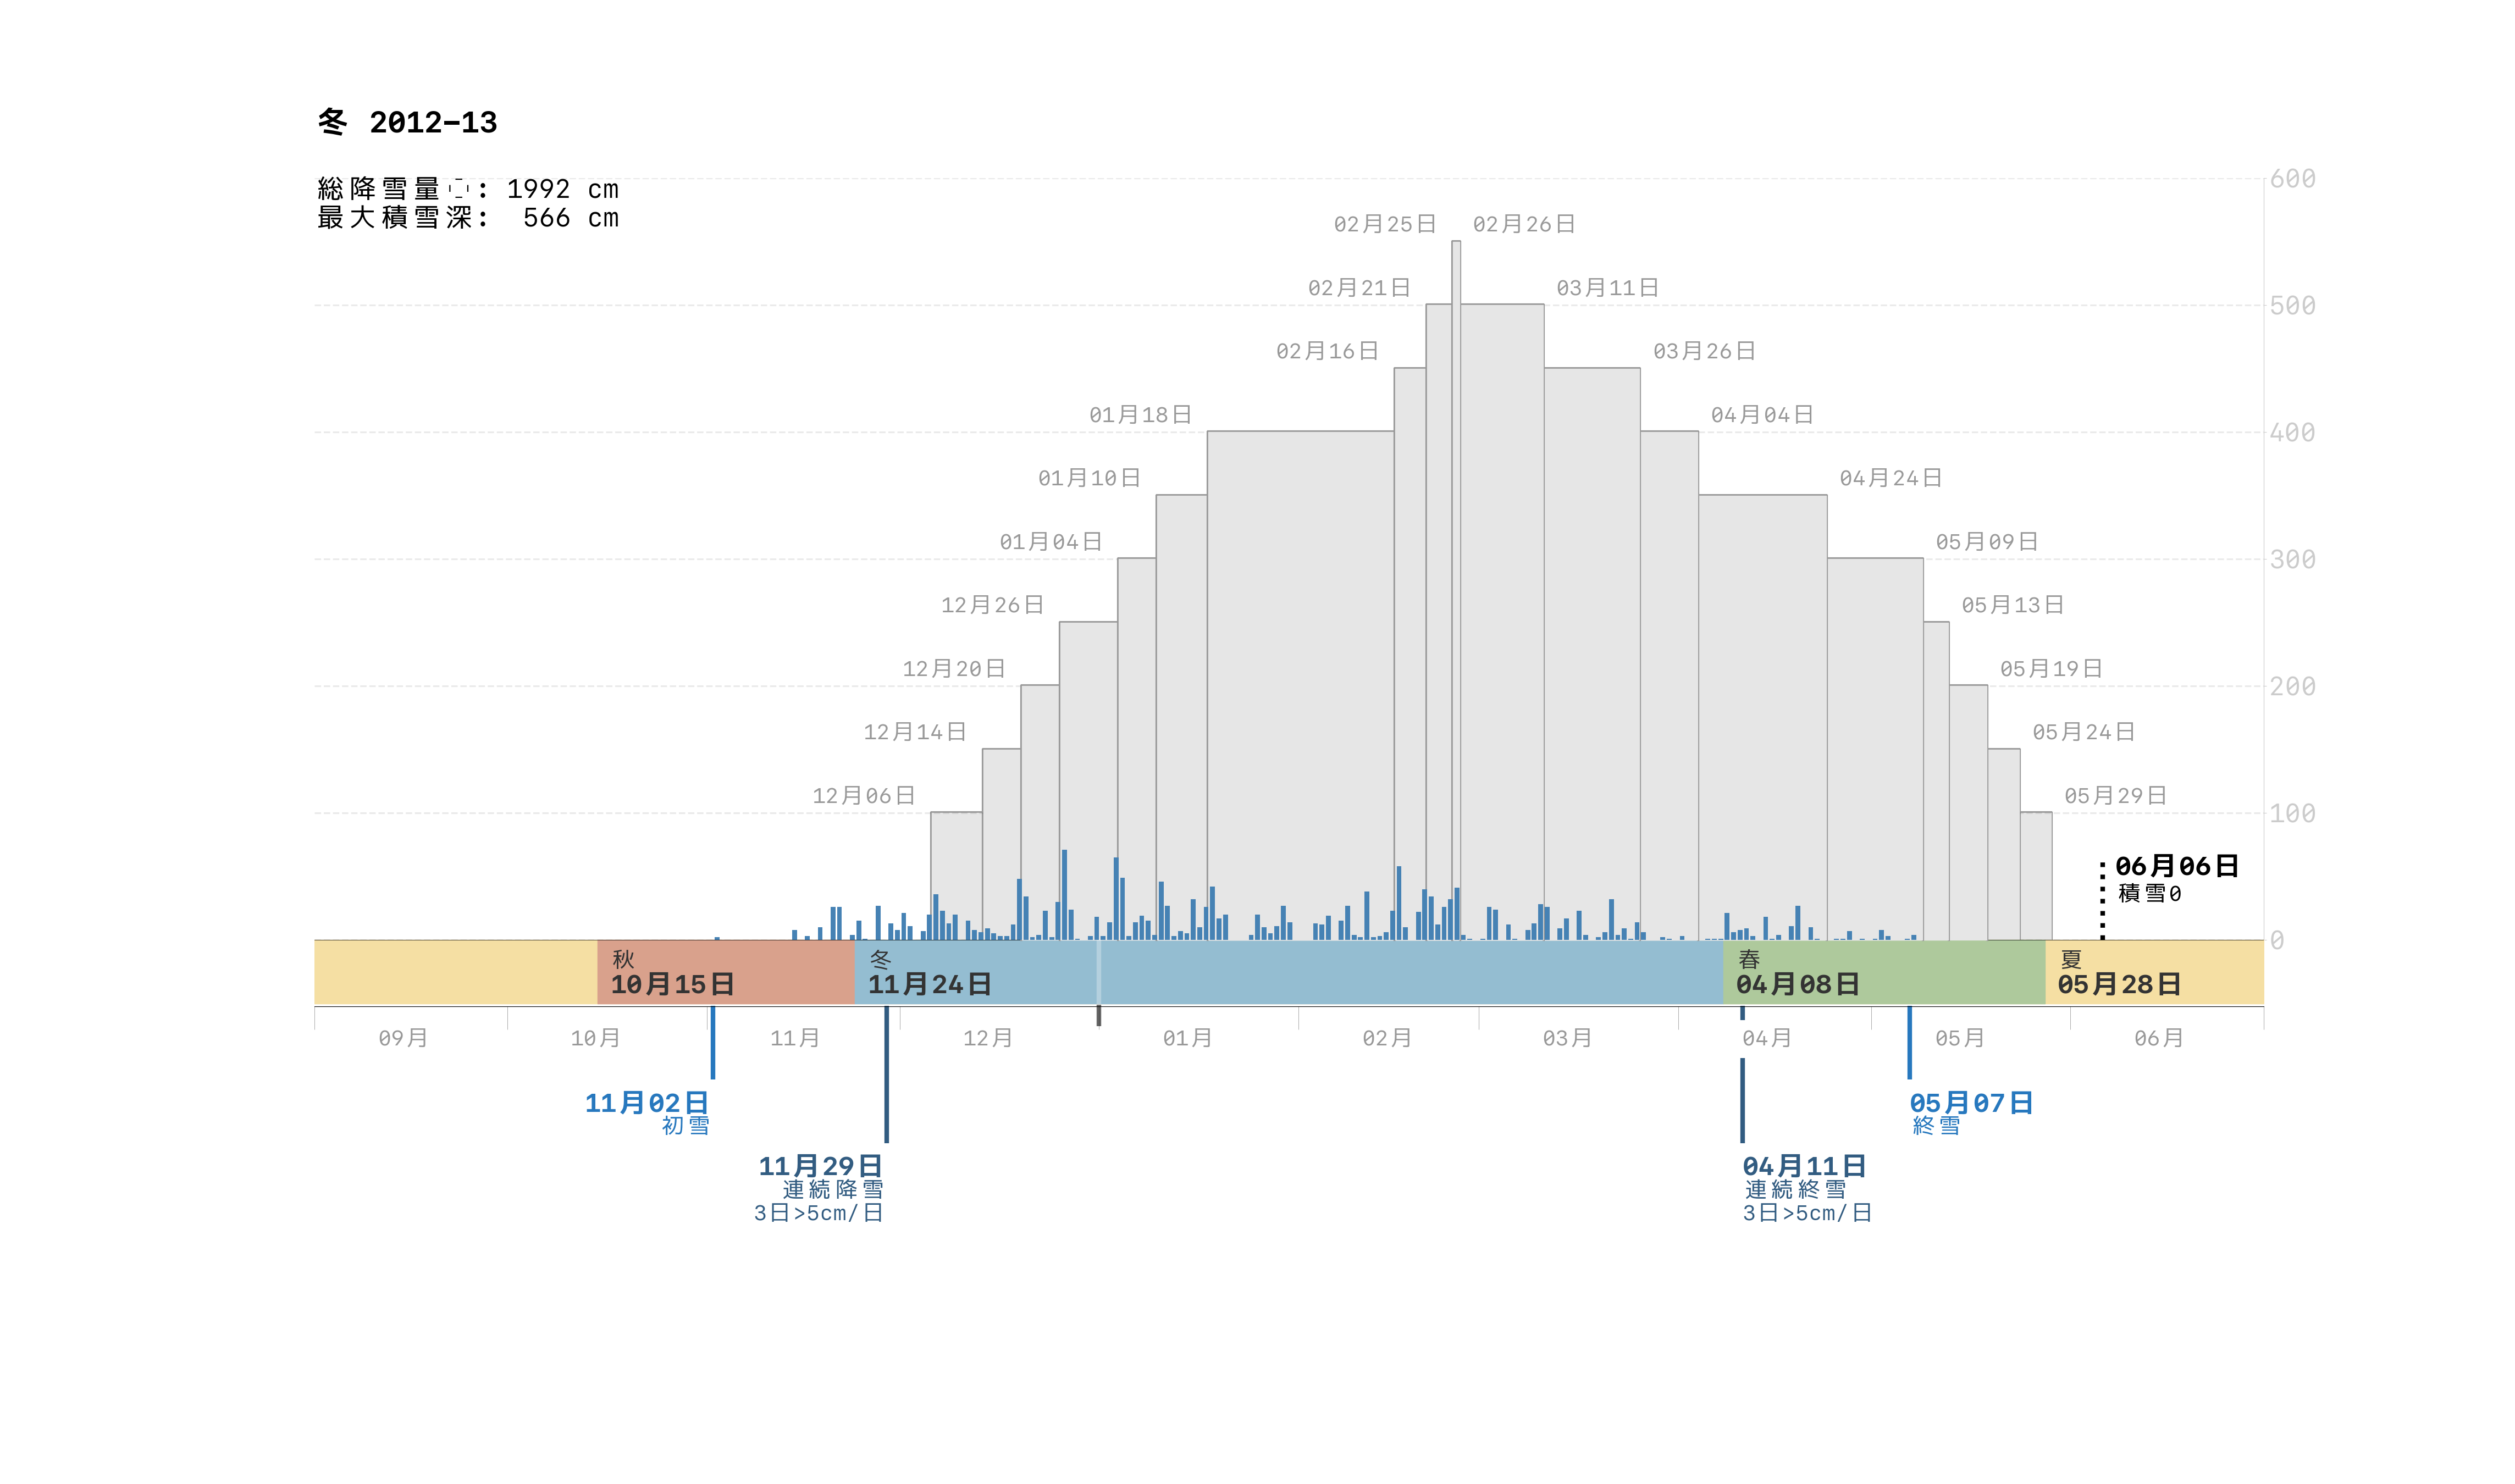 冬 2012−13
総降雪量　: 1992 cm
最大積雪深: 566 cm
600
02月25日
02月26日
02月21日
03月11日
500
02月16日
03月26日
01月18日
04月04日
400
01月10日
04月24日
01月04日
05月09日
300
12月26日
05月13日
12月20日
05月19日
200
12月14日
05月24日
12月06日
05月29日
100
06月06日
積雪0
0
秋
10月15日
冬
11月24日
春
04月08日
夏
05月28日
09月
10月
11月
12月
01月
02月
03月
04月
05月
06月
11月02日
初雪
05月07日
終雪
11月29日
連続降雪
3日>5cm/日
04月11日
連続終雪
3日>5cm/日